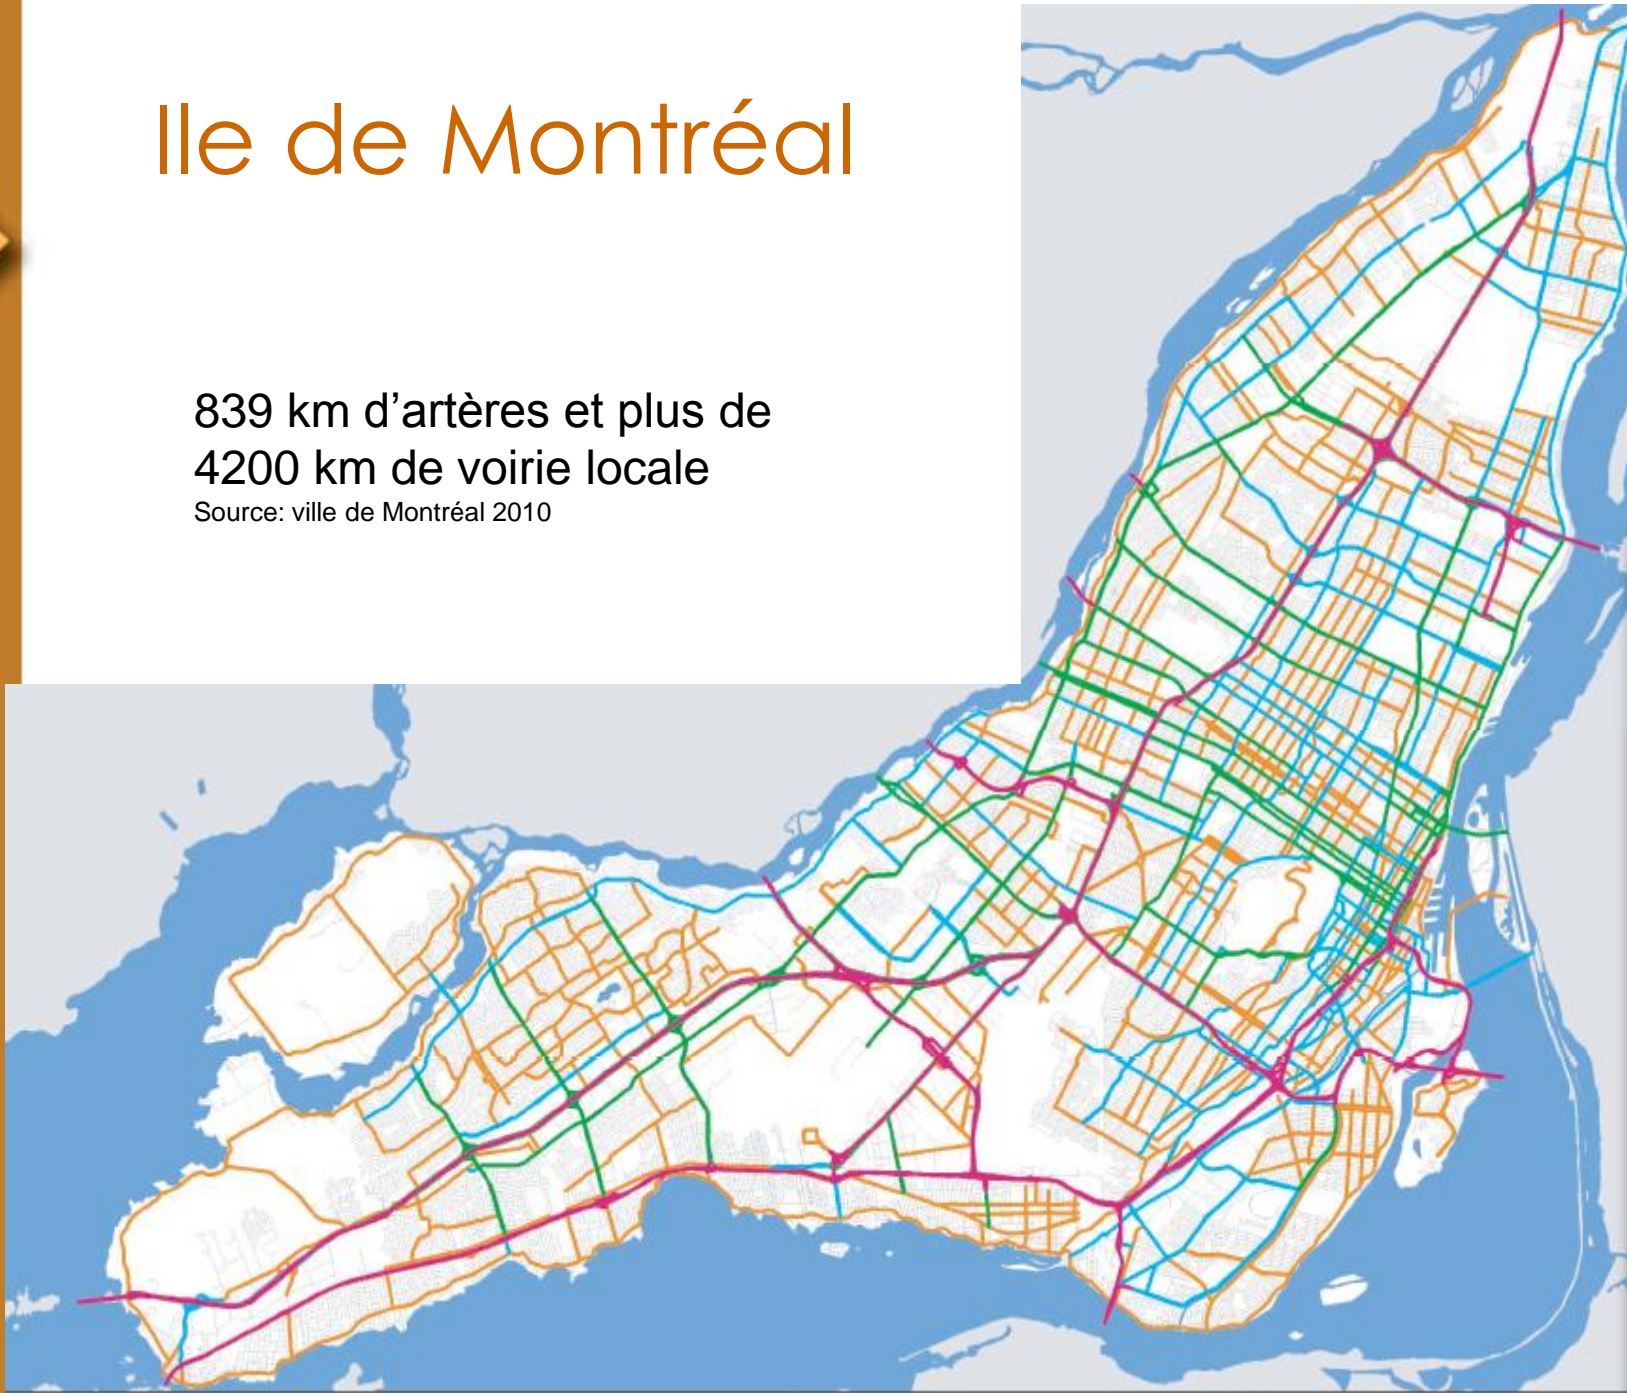 Ile de Montréal
839 km d’artères et plus de
4200 km de voirie locale
Source: ville de Montréal 2010